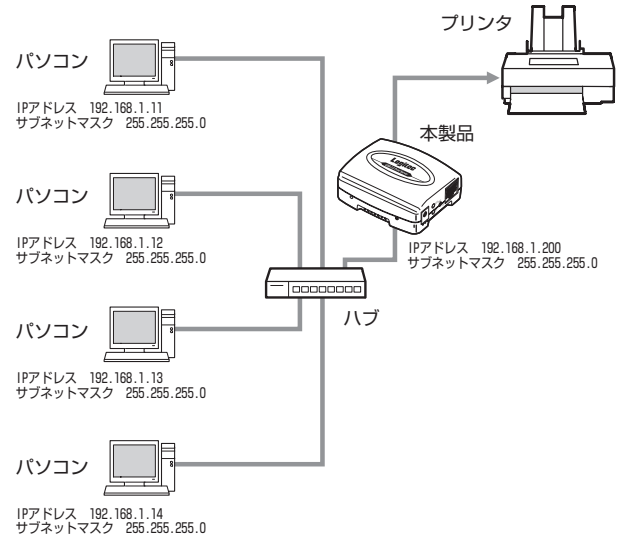 プリンタ
パソコン
IPアドレス　192.168.1.11
サブネットマスク　255.255.255.0
本製品
Logitec
パソコン
IPアドレス　192.168.1.12
サブネットマスク　255.255.255.0
IPアドレス　192.168.1.200
サブネットマスク　255.255.255.0
ハブ
パソコン
IPアドレス　192.168.1.13
サブネットマスク　255.255.255.0
パソコン
IPアドレス　192.168.1.14
サブネットマスク　255.255.255.0